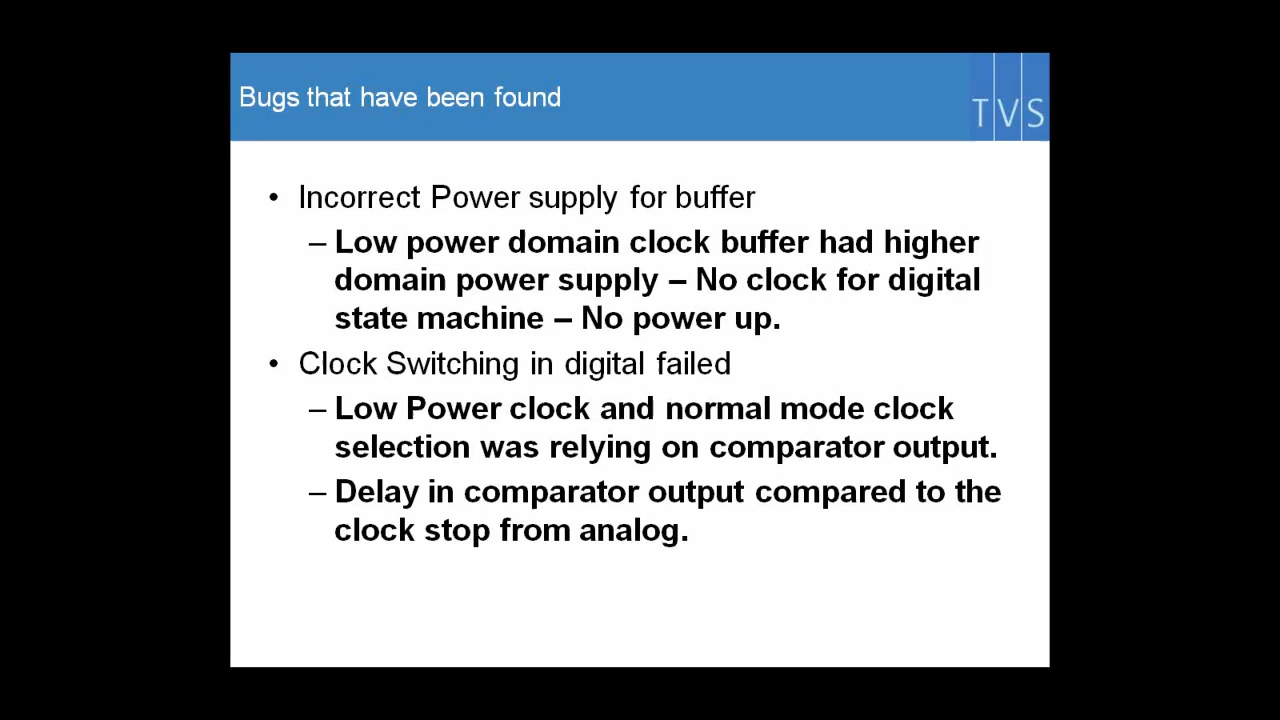 Bugs that have been found
TVS
• Incorrect Power supply for buffer
– Low power domain clock buffer had higher
domain power supply – No clock for digital
state machine – No power up.
• Clock Switching in digital failed
– Low Power clock and normal mode clock
selection was relying on comparator output.
– Delay in comparator output compared to the
clock stop from analog.